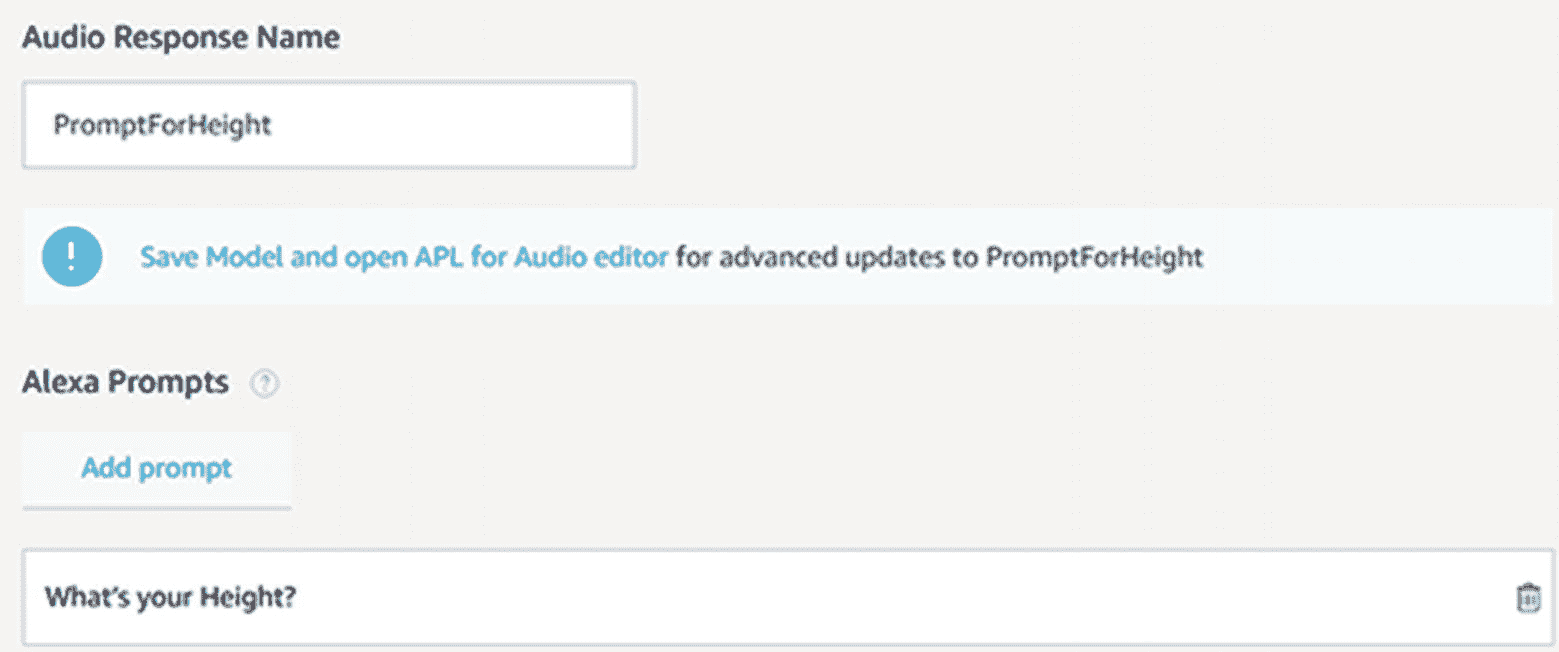 Audio Response Name
PromptForHeight
! Save Model and open APL for Audio editor for advanced updates to PromptForHeight
Alexa Prompts ?
Add prompt
What's your Height?